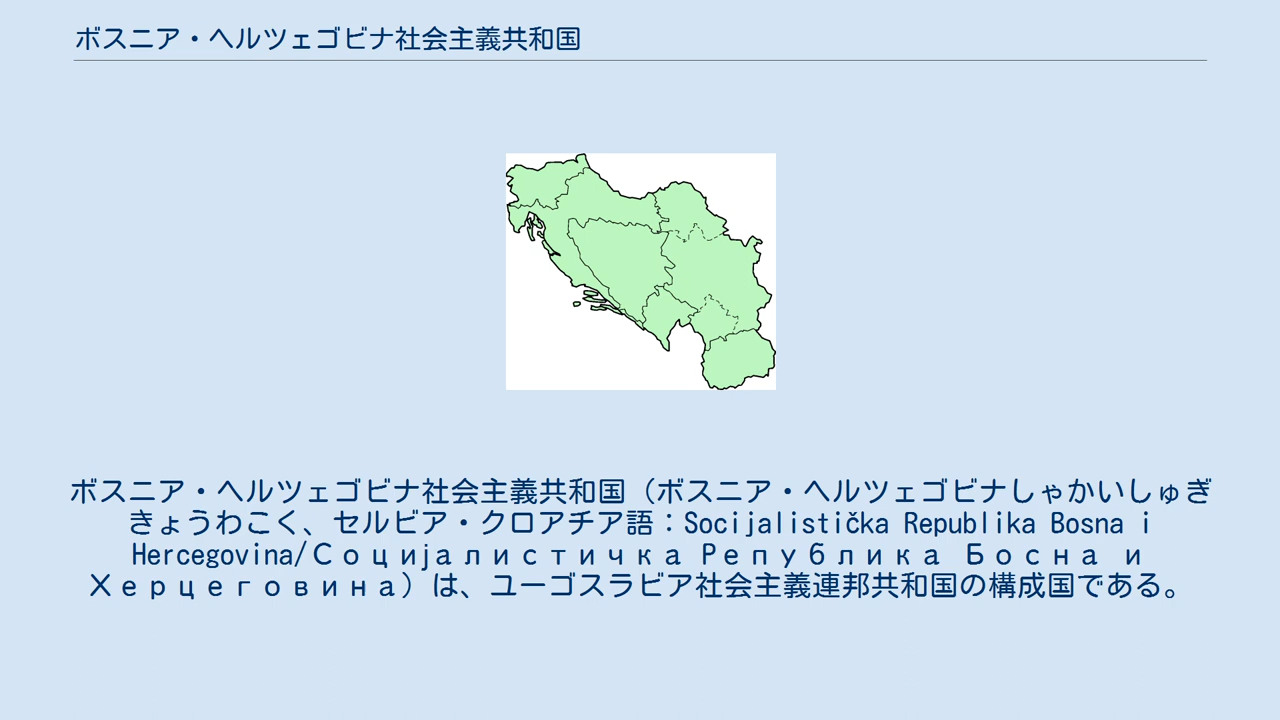 ボスニア・ヘルツェゴビナ社会主義共和国
ボスニア・ヘルツェゴビナ社会主義共和国（ボスニア・ヘルツェゴビナしゃかいしゅぎ
きょうわこく、セルビア・クロアチア語：Socijalistička Republika Bosna i
Hercegovina/Социјалистичка Република Босна и
Херцеговина）は、ユーゴスラビア社会主義連邦共和国の構成国である。